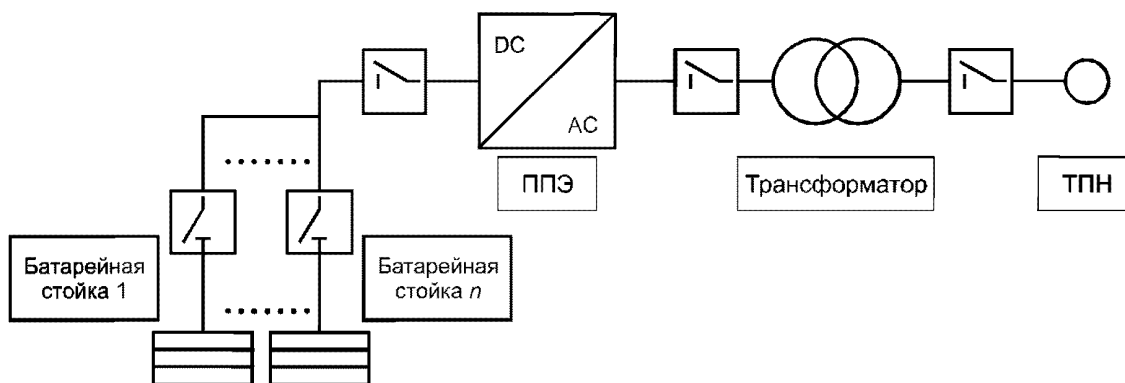 DC
AC
ППЭ
Трансформатор
ТПН
Батарейная
стойка 1
Батарейная
стойка n